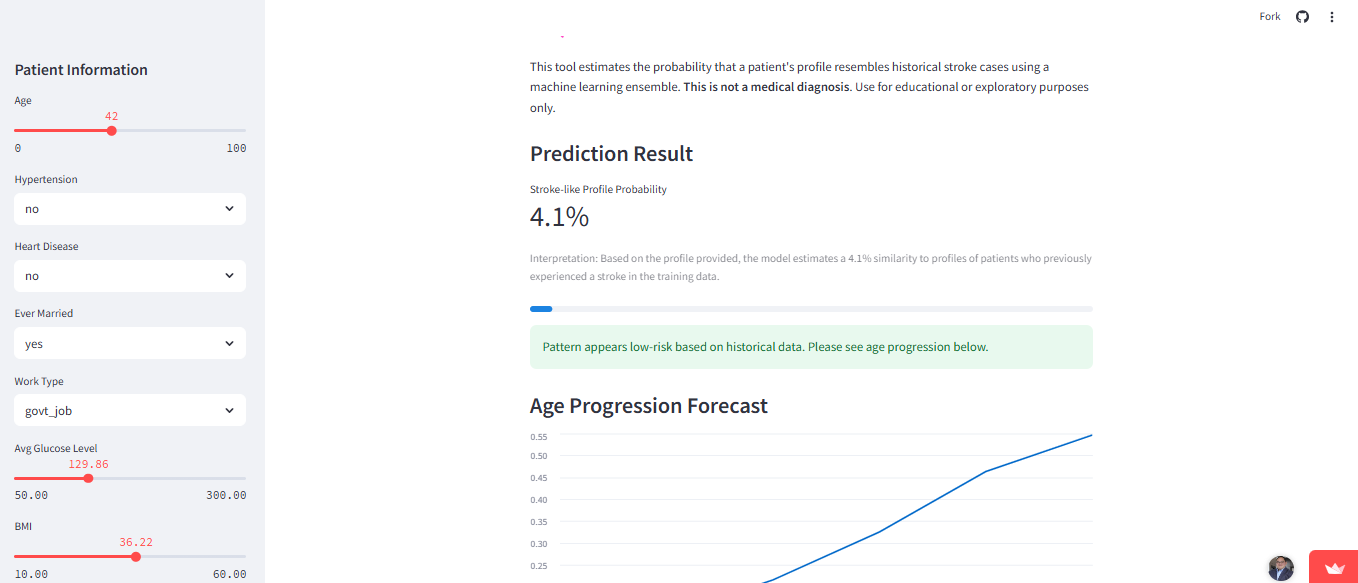 Fork
Patient Information
Age
42
0 100
Hypertension
no
Heart Disease
no
Ever Married
yes
Work Type
govt_job
Avg Glucose Level
129.86
50.00 300.00
BMI
36.22
10.00 60.00
This tool estimates the probability that a patient's profile resembles historical stroke cases using a
machine learning ensemble. This is not a medical diagnosis. Use for educational or exploratory purposes
only.
Prediction Result
Stroke-like Profile Probability
4.1%
Interpretation: Based on the profile provided, the model estimates a 4.1% similarity to profiles of patients who previously
experienced a stroke in the training data.
Pattern appears low-risk based on historical data. Please see age progression below.
Age Progression Forecast
0.55
0.50
0.45
0.40
0.35
0.30
0.25